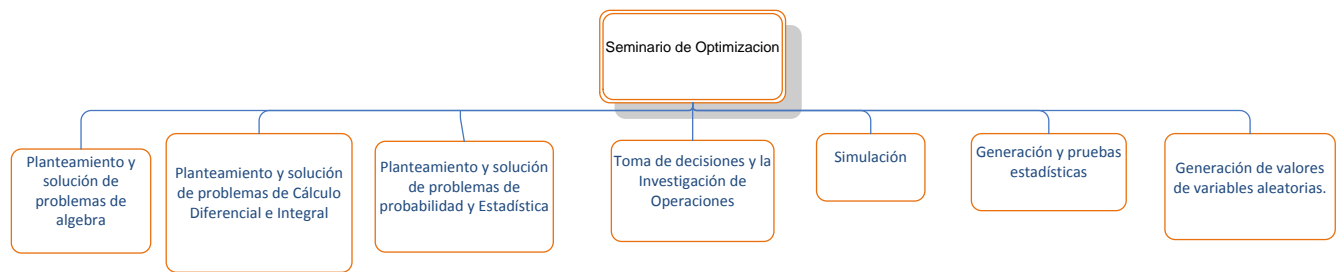 Seminario de Optimizacion
Planteamiento y
solución de
problemas de
algebra
Planteamiento y solución
de problemas de Cálculo
Diferencial e Integral
Planteamiento y solución
de problemas de
probabilidad y Estadística
Toma de decisiones y la
Investigación de
Operaciones
Simulación
Generación y pruebas
estadísticas
Generación de valores
de variables aleatorias.